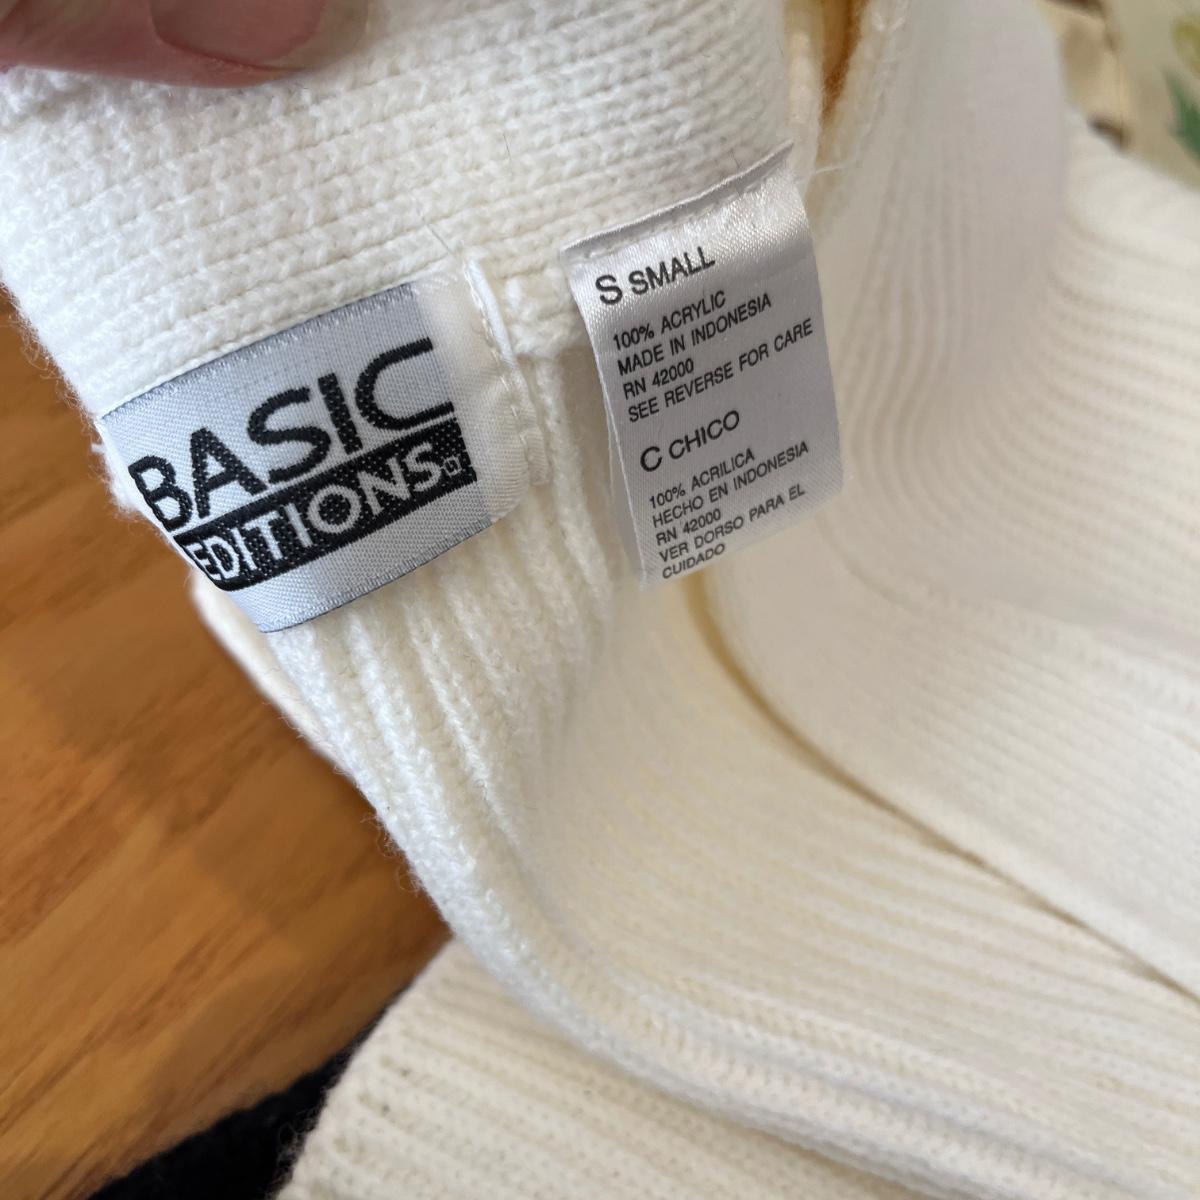 BASIC
EDITIONS
S SMALL
100% ACRYLIC
MADE IN INDONESIA
RN 42000
SEE REVERSE FOR CARE
C CHICO
100% ACRILICA
HECHO EN INDONESIA
RN 42000
VER DORSO PARA EL
CUIDADO